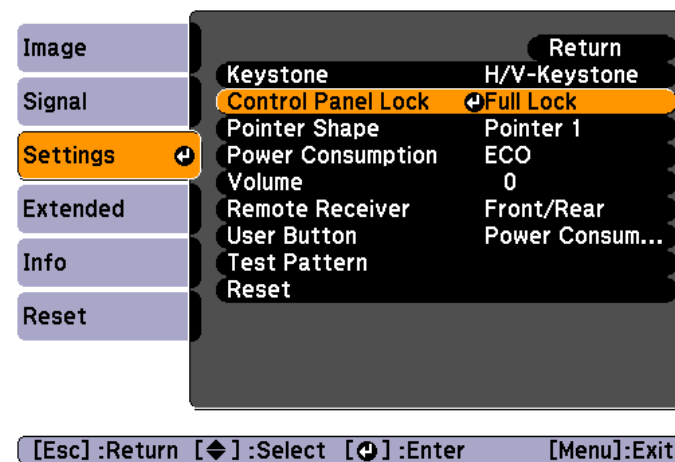 Image
Signal
Settings
Extended
Info
Reset
Return
Keystone H/V-Keystone
Control Panel Lock Full Lock
Pointer Shape Pointer 1
Power Consumption ECO
Volume 0
Remote Receiver Front/Rear
User Button Power Consum...
Test Pattern
Reset
[Esc] :Return [◆] :Select [⏎] :Enter [Menu]:Exit